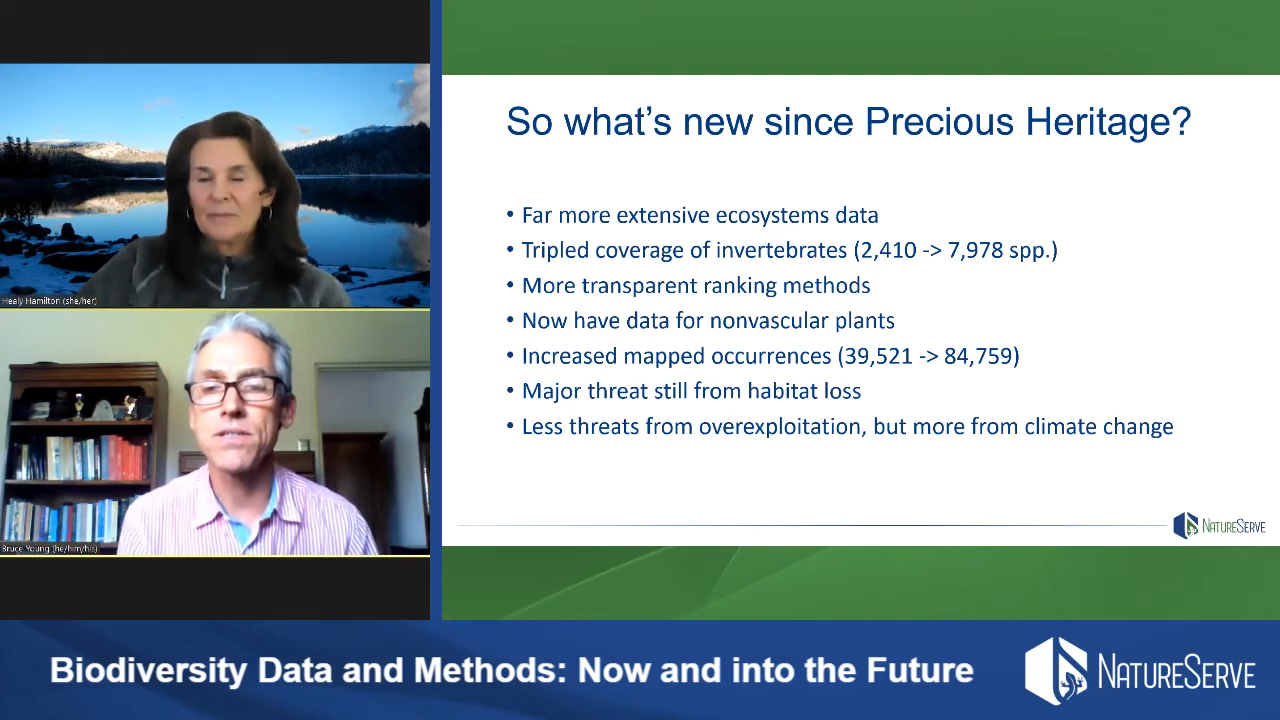 Healy Hamilton (she/her)
Bruce Young (he/him/his)
So what's new since Precious Heritage?
• Far more extensive ecosystems data
• Tripled coverage of invertebrates (2,410 -> 7,978 spp.)
• More transparent ranking methods
• Now have data for nonvascular plants
• Increased mapped occurrences (39,521 -> 84,759)
• Major threat still from habitat loss
• Less threats from overexploitation, but more from climate change
NATURESERVE
Biodiversity Data and Methods: Now and into the Future
NATURESERVE